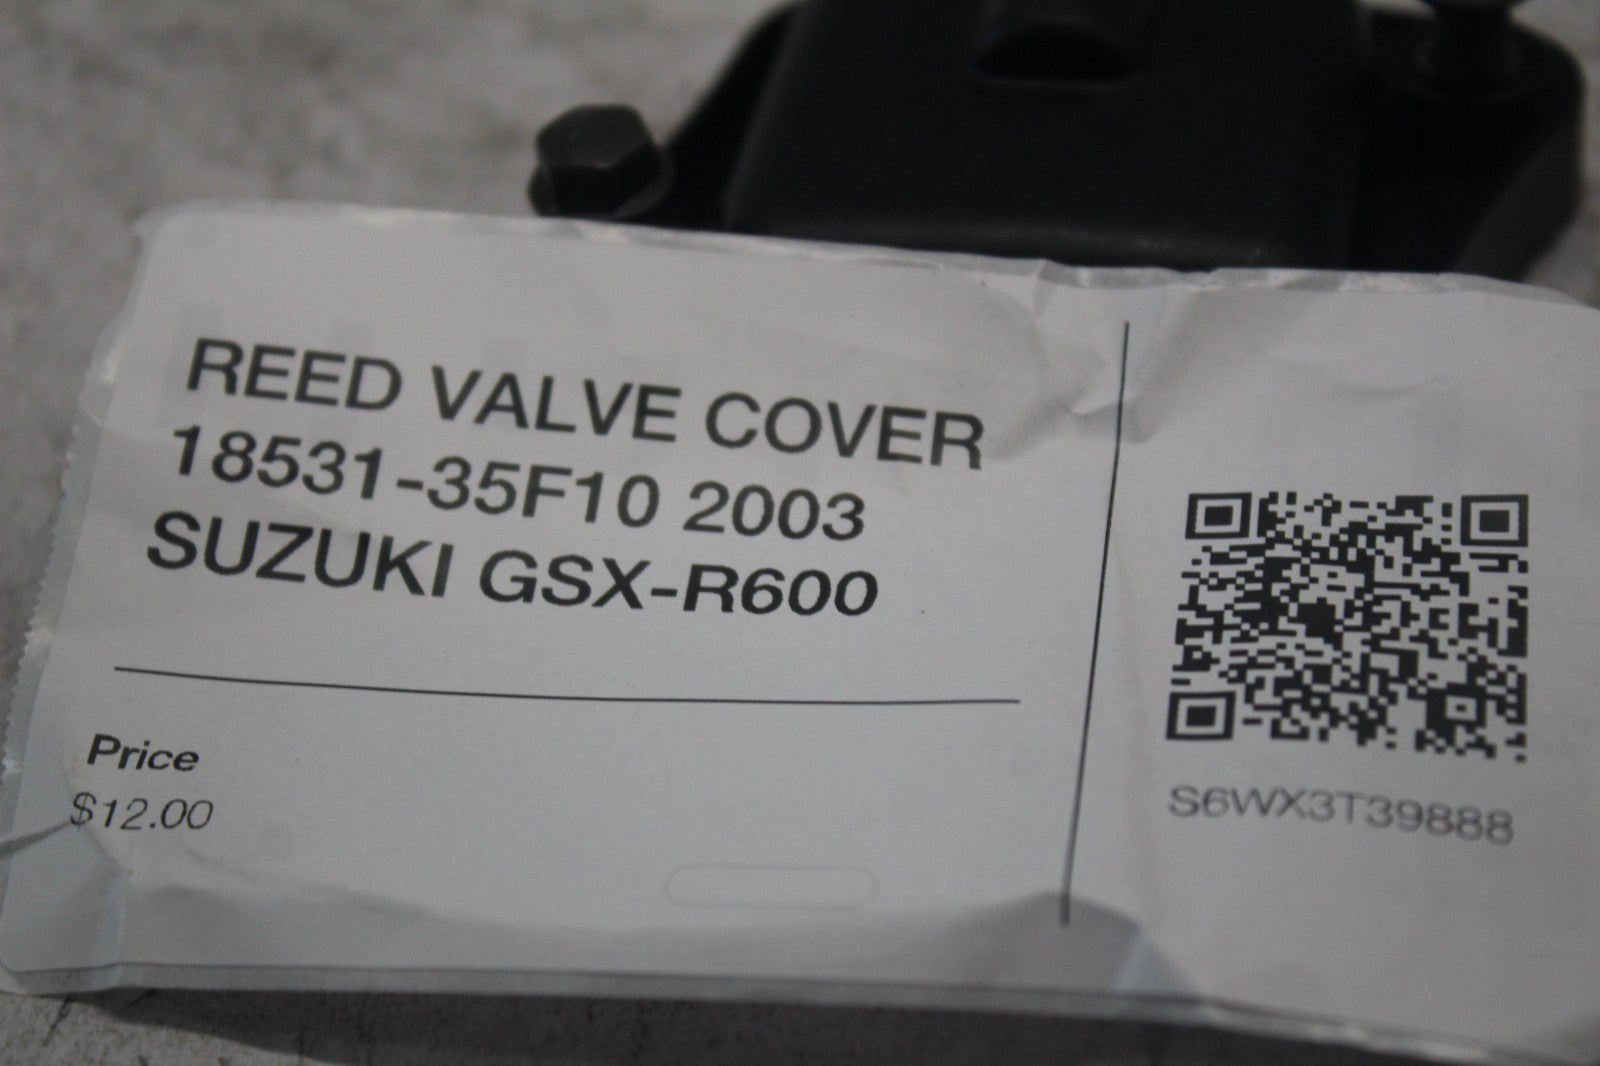 REED VALVE COVER
18531-35F10 2003
SUZUKI GSX-R600
Price
$12.00
S6WX3T39888